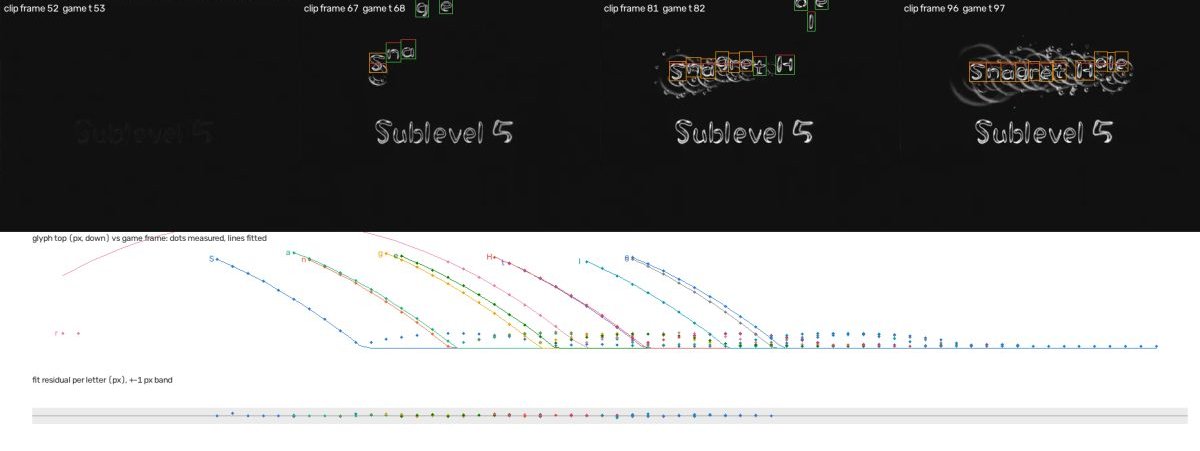 clip frame 52 game t 53
clip frame 67 game t 68
clip frame 81 game t 82
clip frame 96 game t 97
g e
S n a
Sublevel 5
o e
l
Snagret H
Sublevel 5
Snagret Hole
Sublevel 5
Sublevel 5
glyph top (px, down) vs game frame: dots measured, lines fitted
S
a
n
g
e
H
t
l
r
fit residual per letter (px), +-1 px band